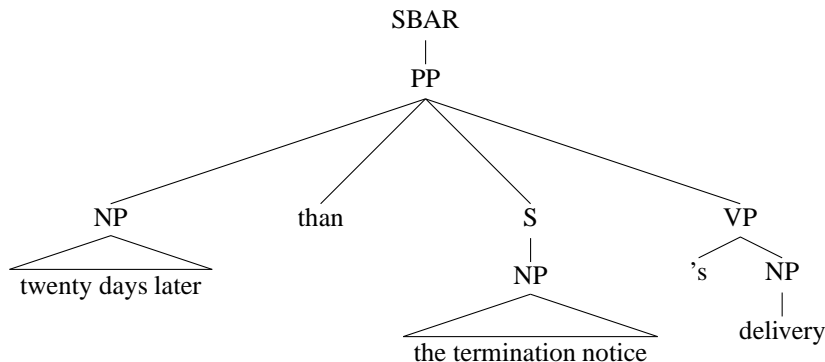 SBAR
PP
NP than S VP
twenty days later NP 's NP
the termination notice delivery